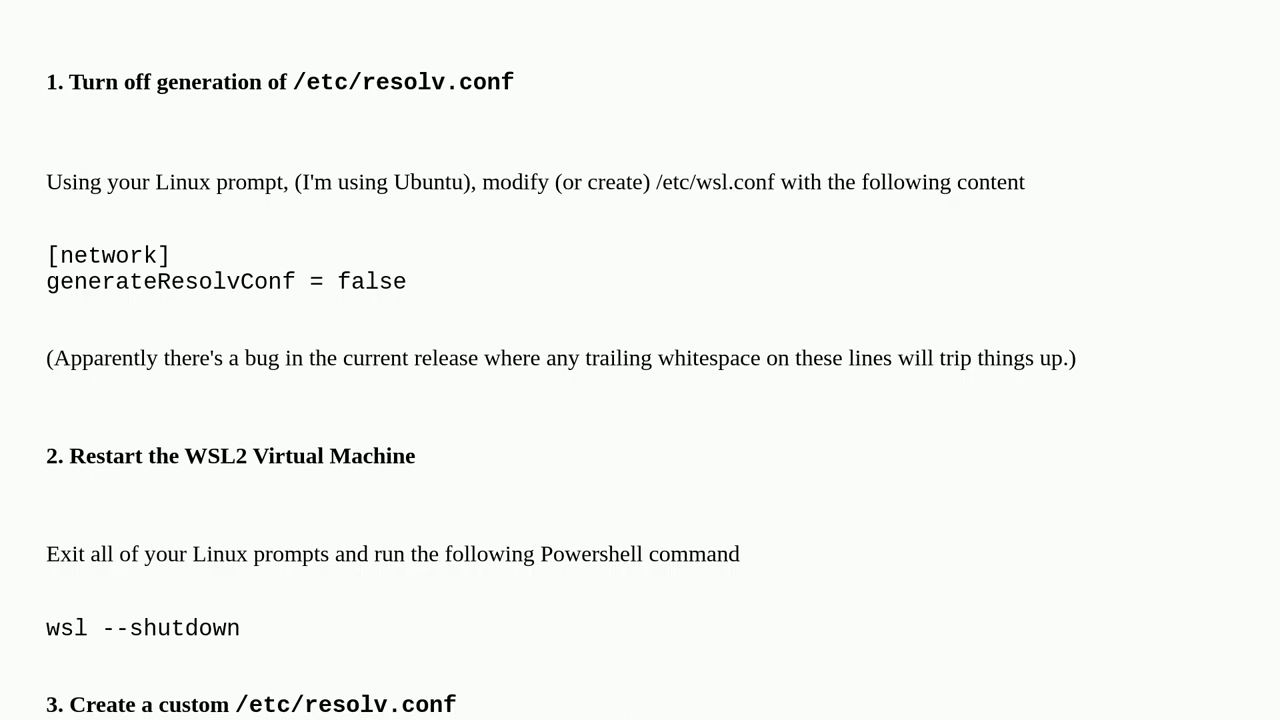 1. Turn off generation of /etc/resolv.conf
Using your Linux prompt, (I'm using Ubuntu), modify (or create) /etc/wsl.conf with the following content
[network]
generateResolvConf = false
(Apparently there's a bug in the current release where any trailing whitespace on these lines will trip things up.)
2. Restart the WSL2 Virtual Machine
Exit all of your Linux prompts and run the following Powershell command
wsl --shutdown
3. Create a custom /etc/resolv.conf